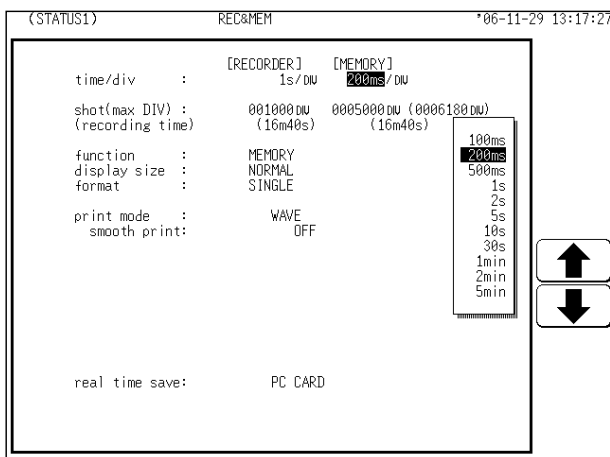 (STATUS1) REC&MEM '06-11-29 13:17:27
[RECORDER] [MEMORY]
time/div : 1s/DIV 200ms/DIV
shot(max DIV) : 001000DIV 0005000DIV (0006180DIV)
(recording time) (16m40s) (16m40s)
function : MEMORY
display size : NORMAL
format : SINGLE
print mode : WAVE
smooth print: OFF
100ms
200ms
500ms
1s
2s
5s
10s
30s
1min
2min
5min
real time save: PC CARD